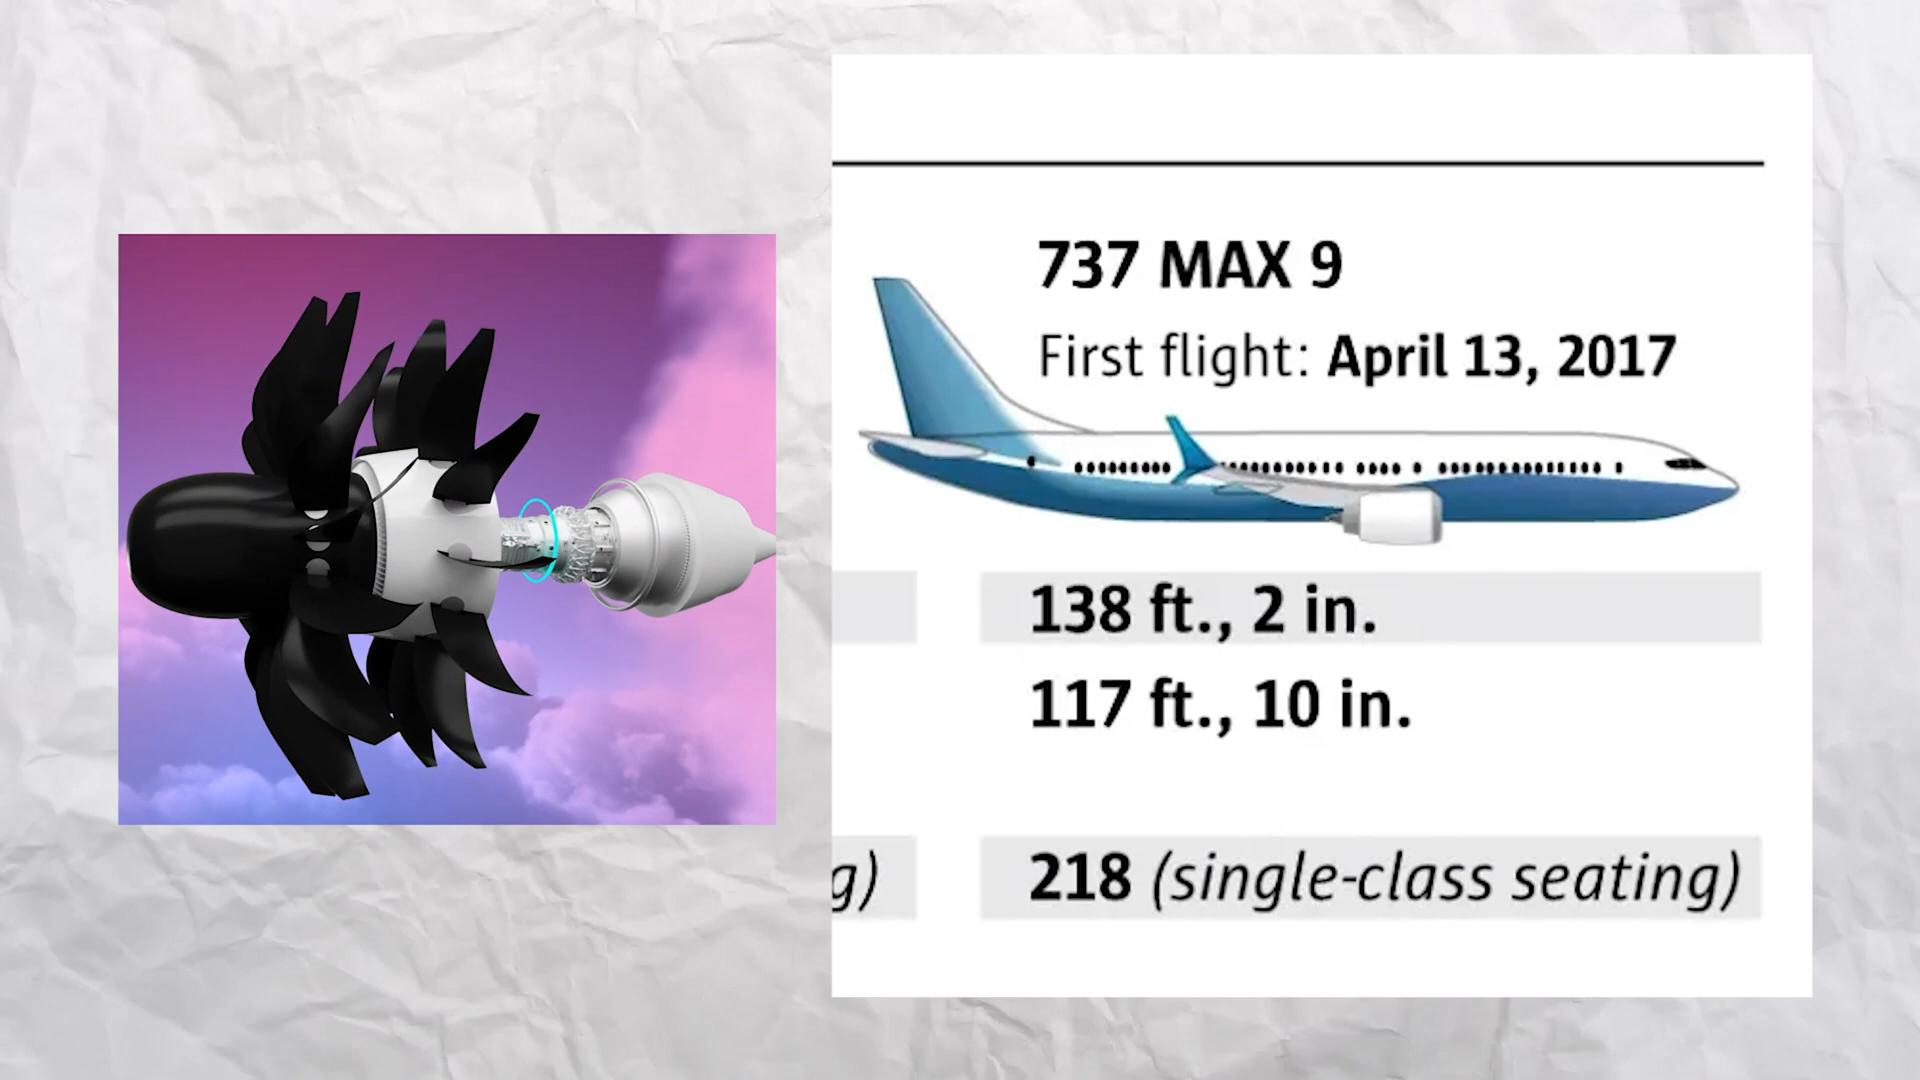 737 MAX 9
First flight: April 13, 2017
138 ft., 2 in.
117 ft., 10 in.
g) 218 (single-class seating)